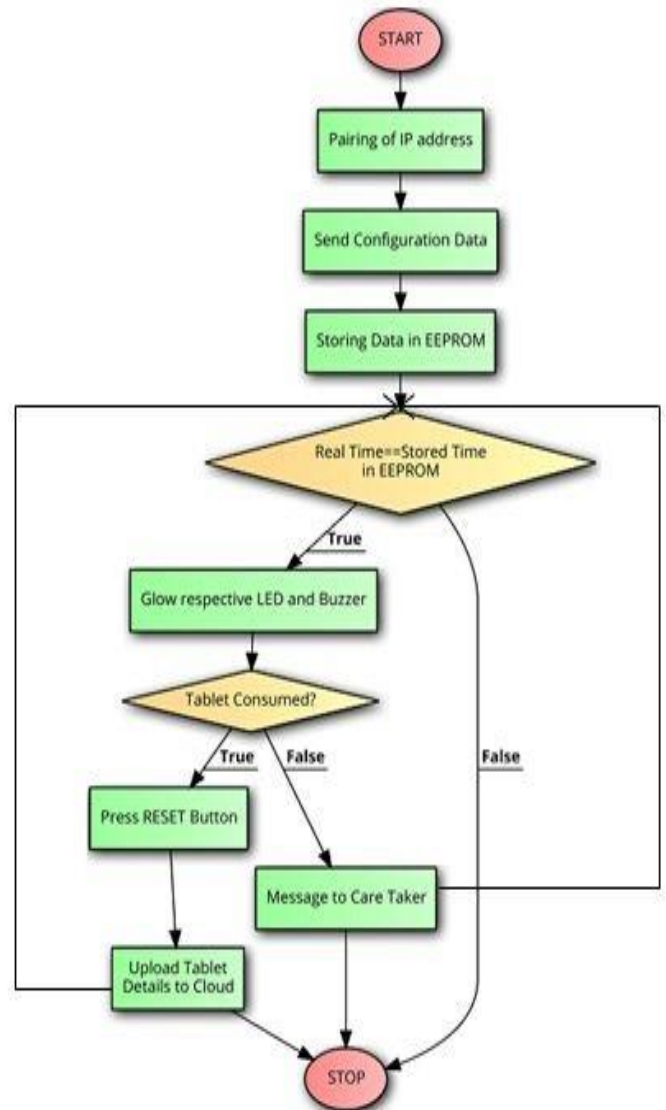 START
Pairing of IP address
Send Configuration Data
Storing Data in EEPROM
Real Time==Stored Time
in EEPROM
True
Glow respective LED and Buzzer
Tablet Consumed?
True
False
False
Press RESET Button
Message to Care Taker
Upload Tablet
Details to Cloud
STOP